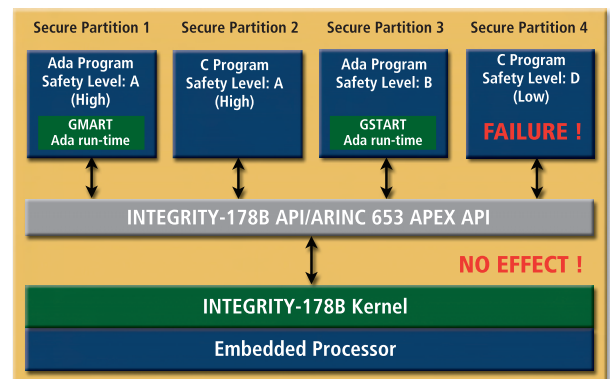 Secure Partition 1
Secure Partition 2
Secure Partition 3
Secure Partition 4
Ada Program
Safety Level: A
(High)
GMART
Ada run-time
C Program
Safety Level: A
(High)
Ada Program
Safety Level: B
GSTART
Ada run-time
C Program
Safety Level: D
(Low)
FAILURE !
INTEGRITY-178B API/ARINC 653 APEX API
NO EFFECT !
INTEGRITY-178B Kernel
Embedded Processor